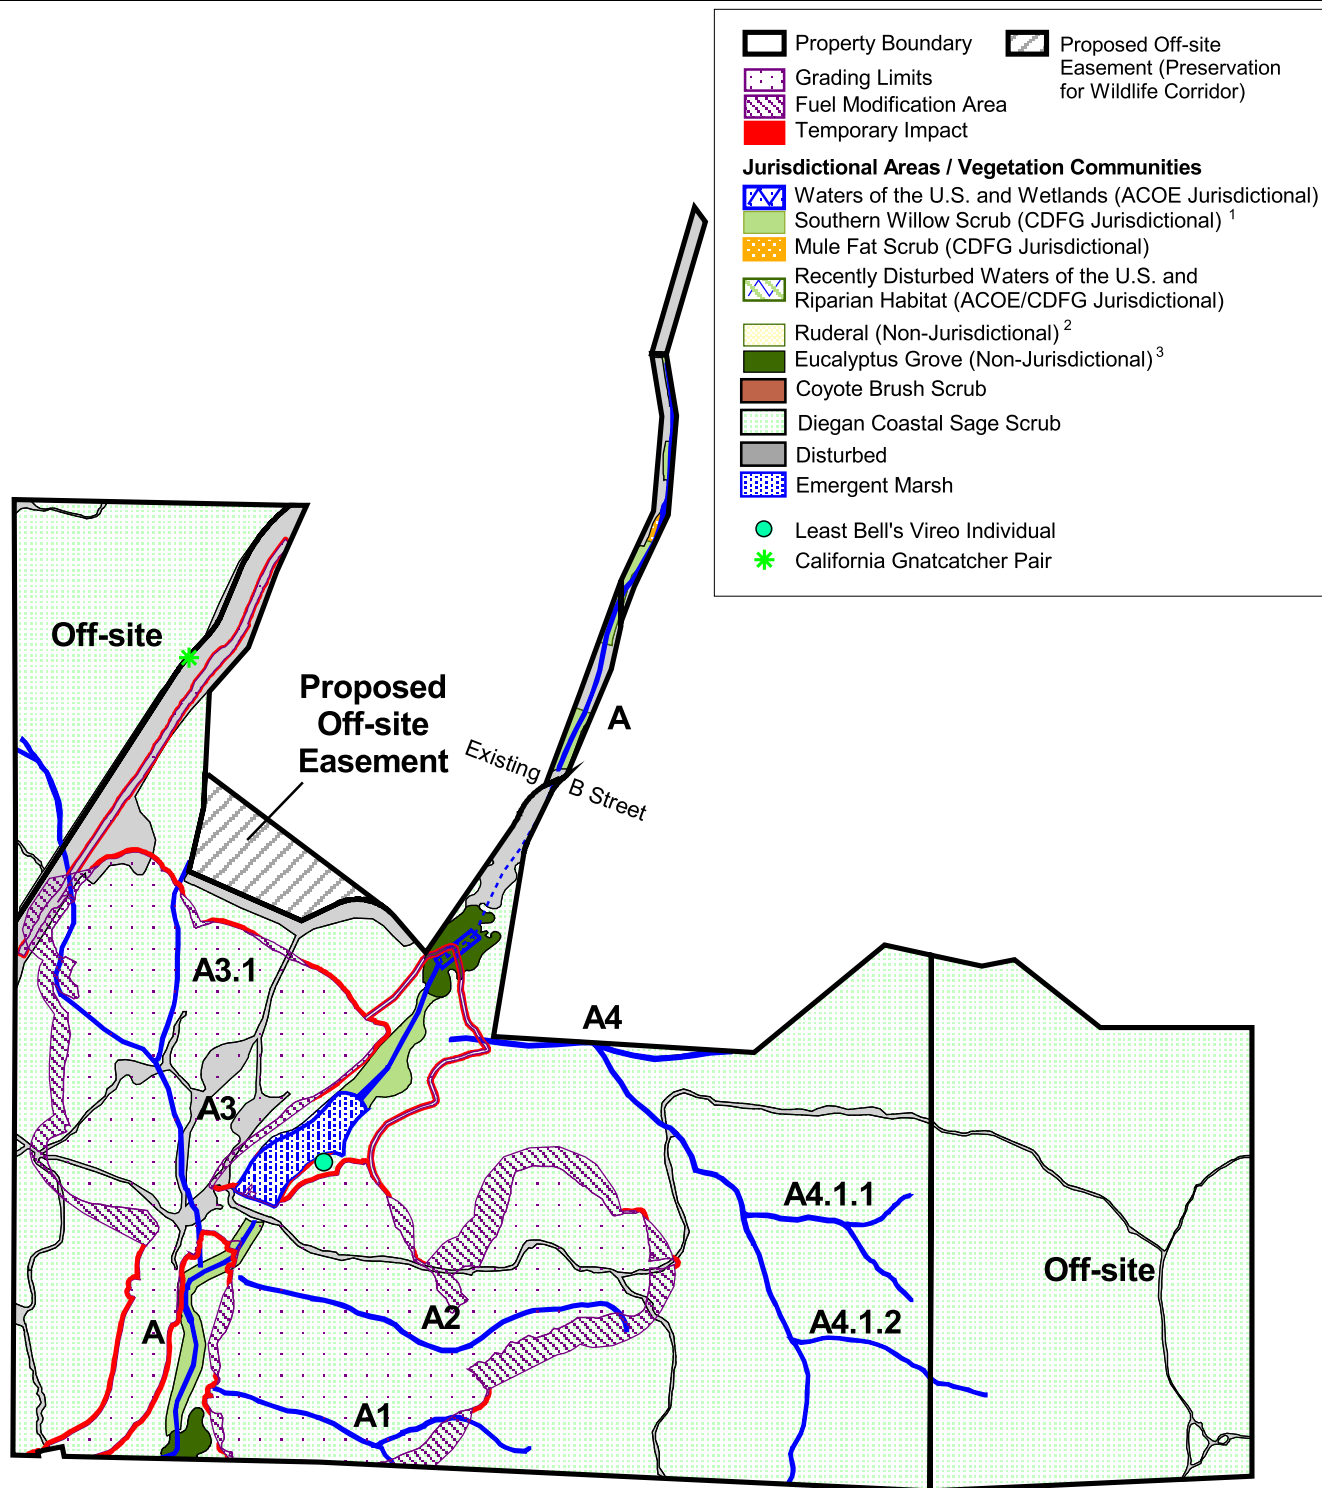 Property Boundary
Proposed Off-site
Easement (Preservation
for Wildlife Corridor)
Grading Limits
Fuel Modification Area
Temporary Impact
Jurisdictional Areas / Vegetation Communities
Waters of the U.S. and Wetlands (ACOE Jurisdictional)
Southern Willow Scrub (CDFG Jurisdictional) 1
Mule Fat Scrub (CDFG Jurisdictional)
Recently Disturbed Waters of the U.S. and
Riparian Habitat (ACOE/CDFG Jurisdictional)
Ruderal (Non-Jurisdictional) 2
Eucalyptus Grove (Non-Jurisdictional) 3
Coyote Brush Scrub
Diegan Coastal Sage Scrub
Disturbed
Emergent Marsh
Least Bell's Vireo Individual
California Gnatcatcher Pair
Off-site
Proposed
Off-site
Easement
A
Existing
B Street
A3.1
A4
A3
A4.1.1
Off-site
A2
A4.1.2
A
A1